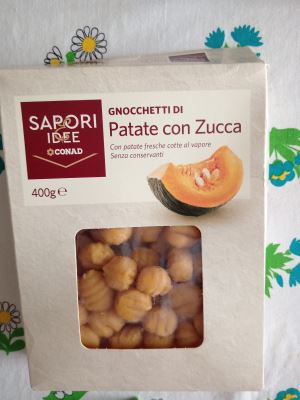 SAPORI
&
IDEE
CONAD
GNOCCHETTI DI
Patate con Zucca
Con patate fresche cotte al vapore
Senza conservanti
400g e